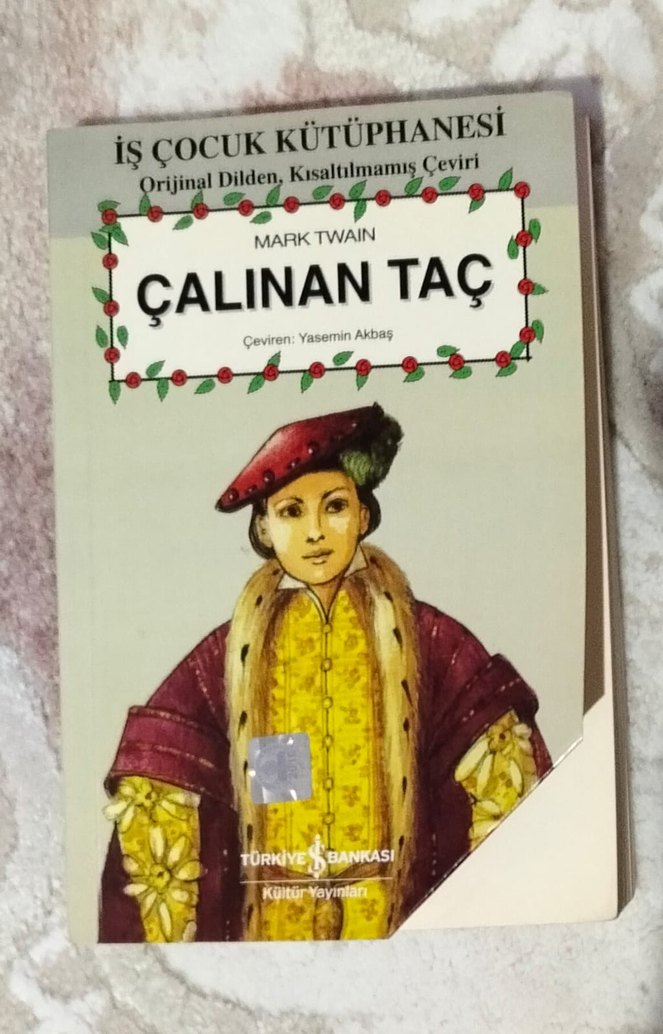 İŞ ÇOCUK KÜTÜPHANESİ
Orijinal Dilden, Kısaltılmamış Çeviri
MARK TWAIN
ÇALINAN TAÇ
Çeviren: Yasemin Akbaş
TÜRKİYE İŞ BANKASI
Kültür Yayınları